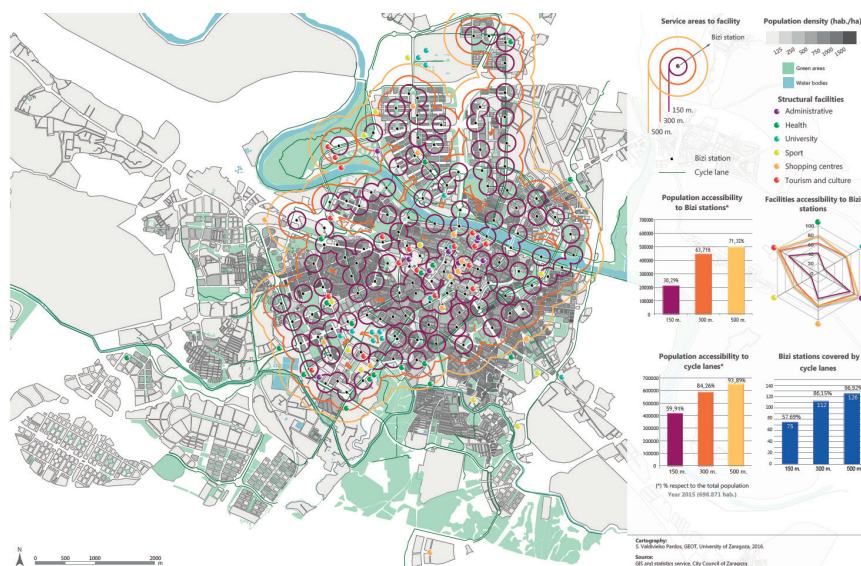 Service areas to facility
Bizi station
150 m.
300 m.
500 m.
Bizi station
Cycle lane
Population density (hab./ha)
125 250 500 750 1000 1500
Green areas
Water bodies
Structural facilities
Administrative
Health
University
Sport
Shopping centres
Tourism and culture
Population accessibility
to Bizi stations*
700000
600000
500000
400000
300000
200000
100000
0
30,29%
63,71%
71,32%
150 m. 300 m. 500 m.
Facilities accessibility to Bizi
stations
100
80
60
40
20
0
Population accessibility to
cycle lanes*
700000
600000
500000
400000
300000
200000
100000
0
59,91%
84,26%
93,89%
150 m. 300 m. 500 m.
(*) % respect to the total population
Year 2015 (698.871 hab.)
Bizi stations covered by
cycle lanes
140
120
100
80
60
40
20
0
57.69%
75
86,15%
112
96,92%
126
150 m. 300 m. 500 m.
Cartography:
S. Valdivielso Pardos, GEOT, University of Zaragoza, 2016.
Source:
GIS and statistics service, City Council of Zaragoza.
N
0 500 1000 2000
m